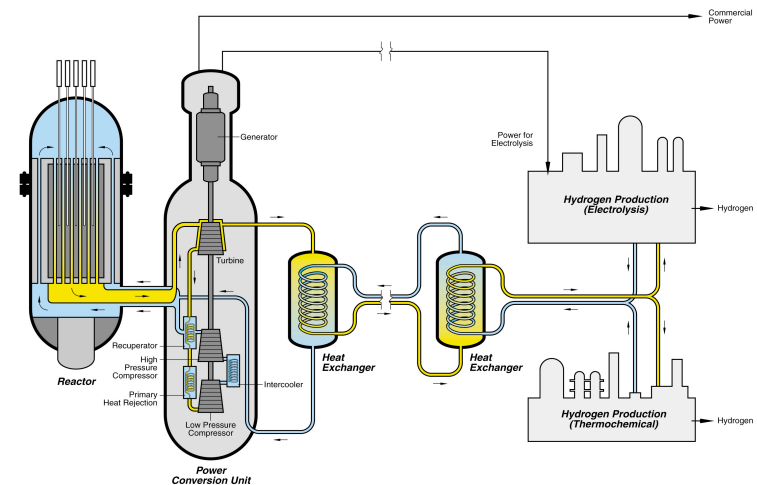 Commercial
Power
Generator
Power for
Electrolysis
Hydrogen Production
(Electrolysis)
Hydrogen
Turbine
Recuperator
High
Pressure
Compressor
Heat
Exchanger
Heat
Exchanger
Reactor
Intercooler
Primary
Heat Rejection
Low Pressure
Compressor
Hydrogen Production
(Thermochemical)
Hydrogen
Power
Conversion Unit